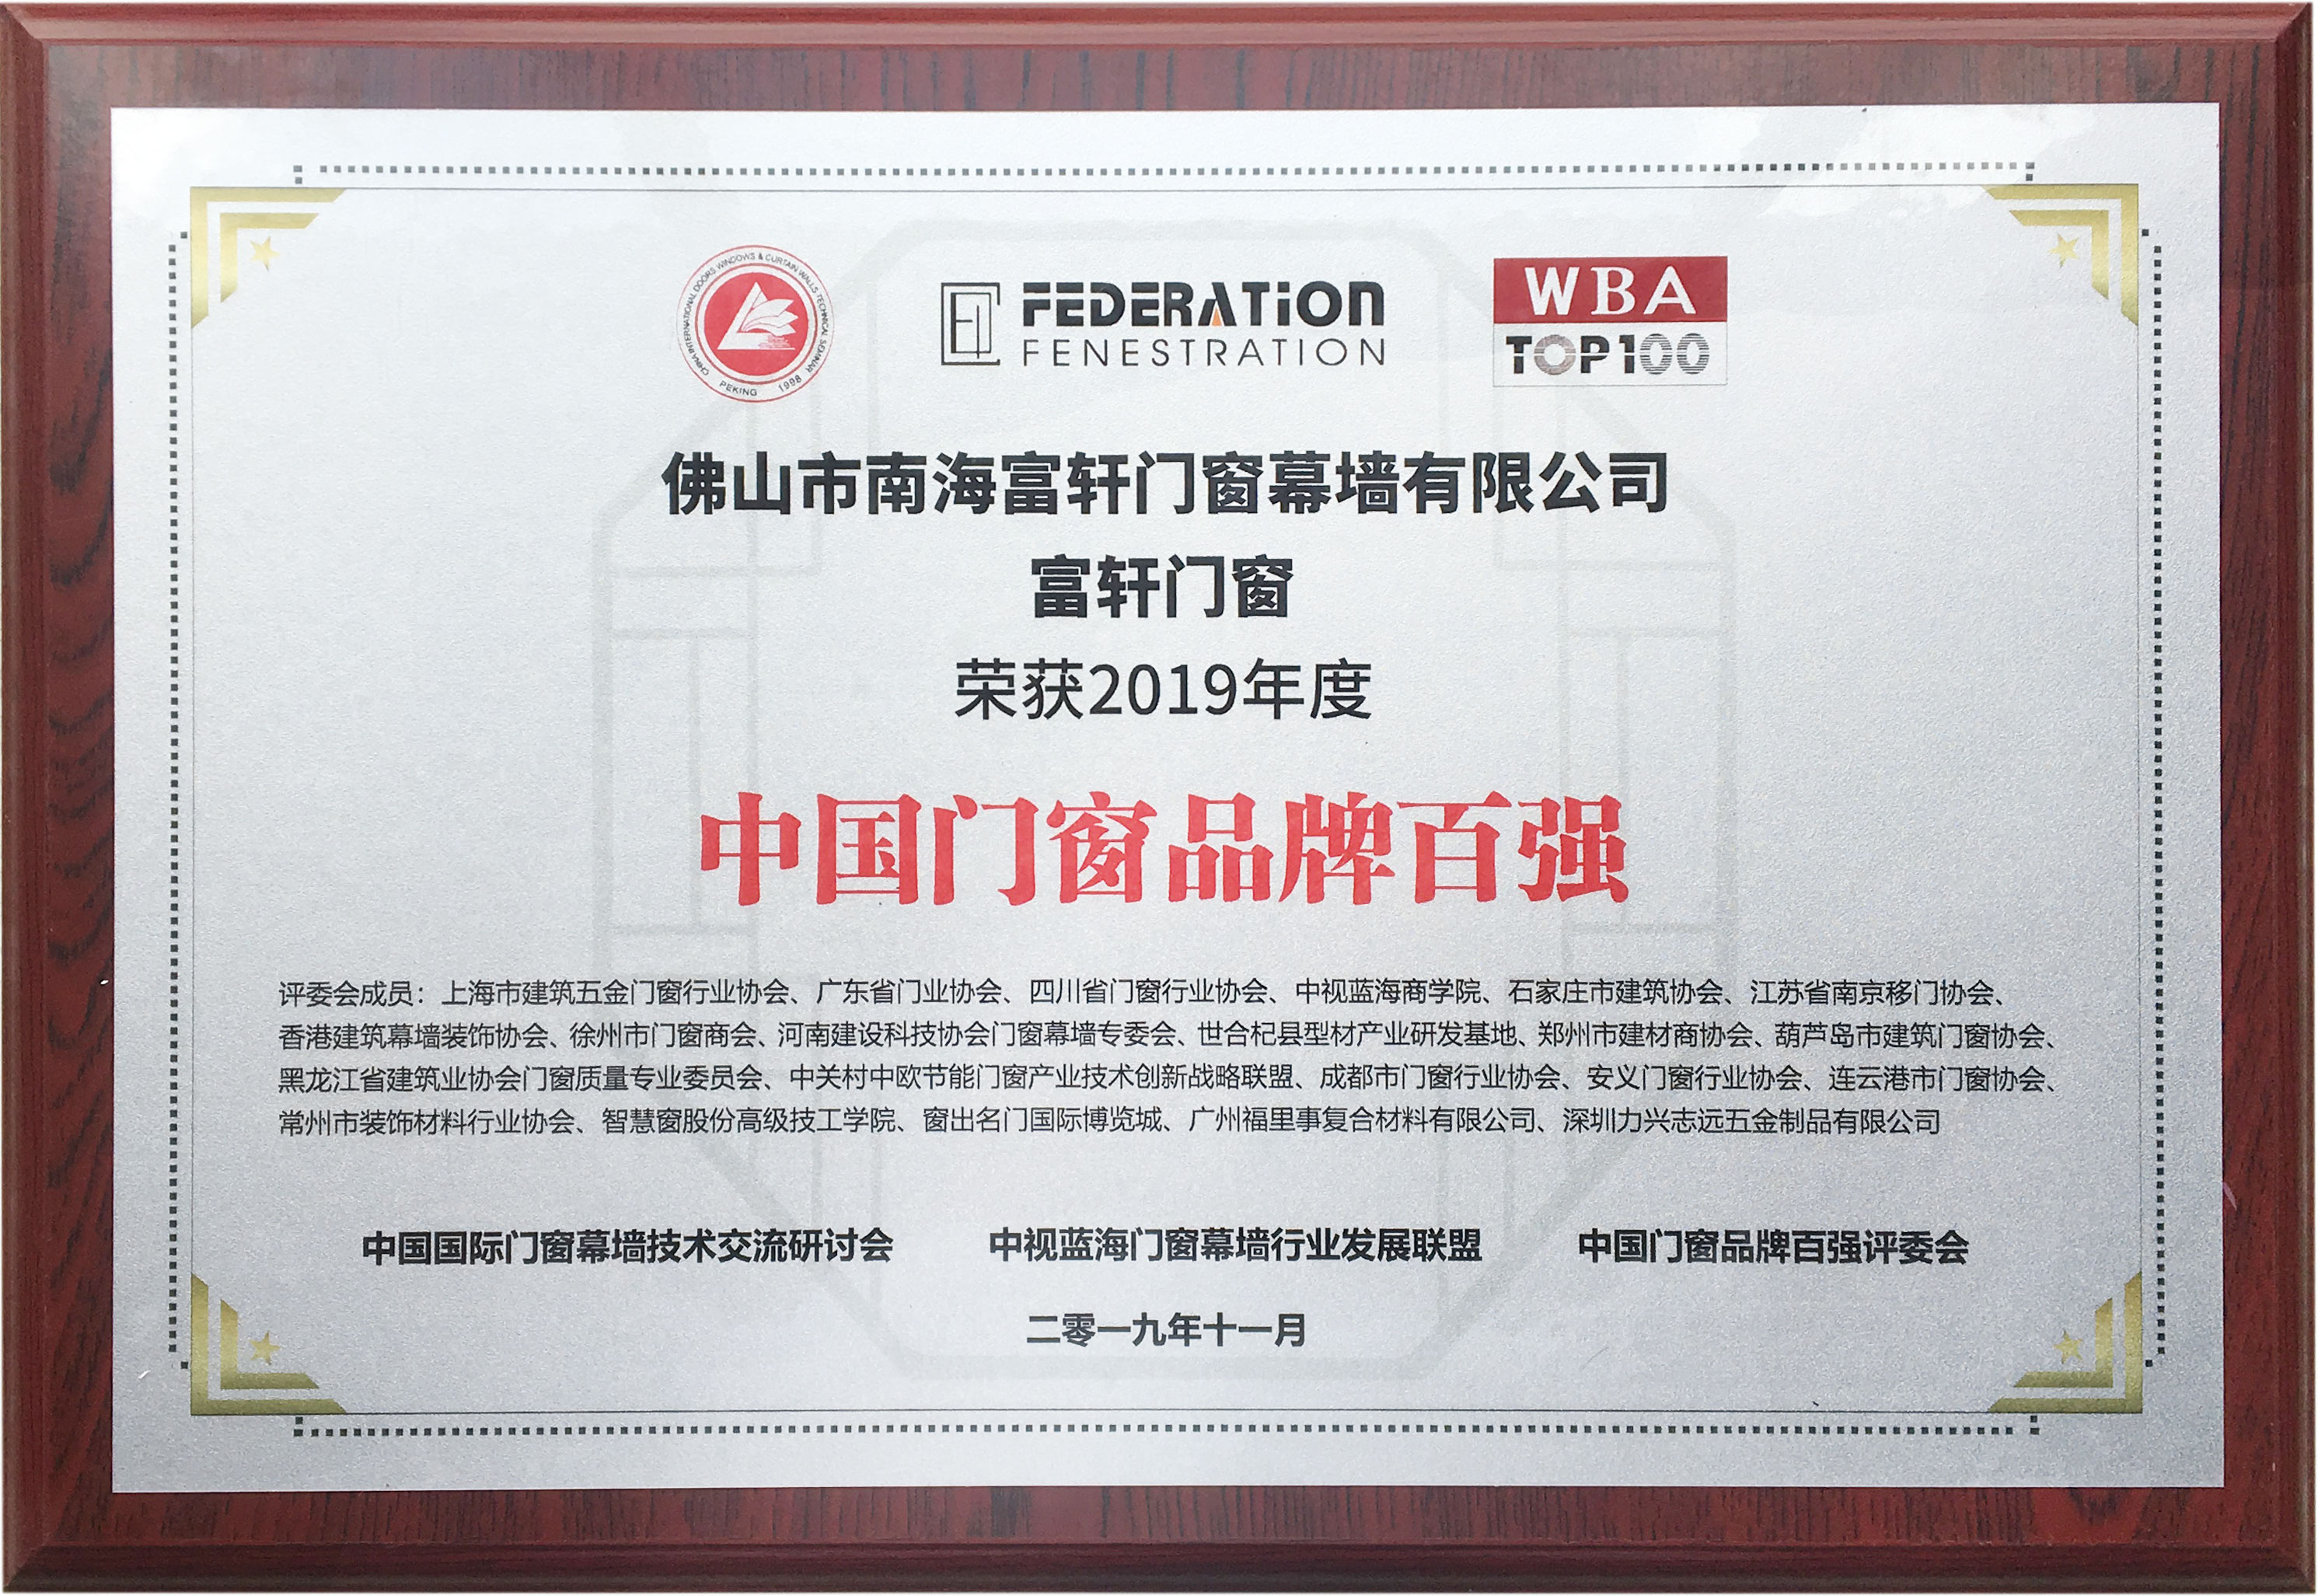 CHINA INTERNATIONAL DOORS WINDOWS & CURTAIN WALLS TECHNICAL SEMINAR
PEKING 1998
FEDERATION
FENESTRATION
WBA
TOP100
佛山市南海富轩门窗幕墙有限公司
富轩门窗
荣获2019年度
中国门窗品牌百强
评委会成员：上海市建筑五金门窗行业协会、广东省门业协会、四川省门窗行业协会、中视蓝海商学院、石家庄市建筑协会、江苏省南京移门协会、
香港建筑幕墙装饰协会、徐州市门窗商会、河南建设科技协会门窗幕墙专委会、世合杞县型材产业研发基地、郑州市建材商协会、葫芦岛市建筑门窗协会、
黑龙江省建筑业协会门窗质量专业委员会、中关村中欧节能门窗产业技术创新战略联盟、成都市门窗行业协会、安义门窗行业协会、连云港市门窗协会、
常州市装饰材料行业协会、智慧窗股份高级技工学院、窗出名门国际博览城、广州福里事复合材料有限公司、深圳力兴志远五金制品有限公司
中国国际门窗幕墙技术交流研讨会 中视蓝海门窗幕墙行业发展联盟 中国门窗品牌百强评委会
二零一九年十一月